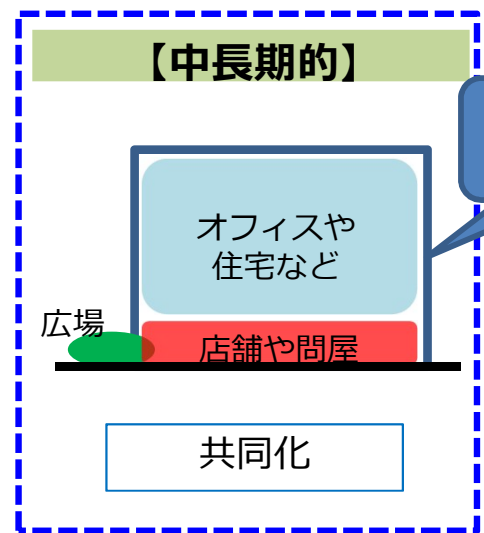 【中長期的】
オフィスや
住宅など
広場
店舗や問屋
共同化